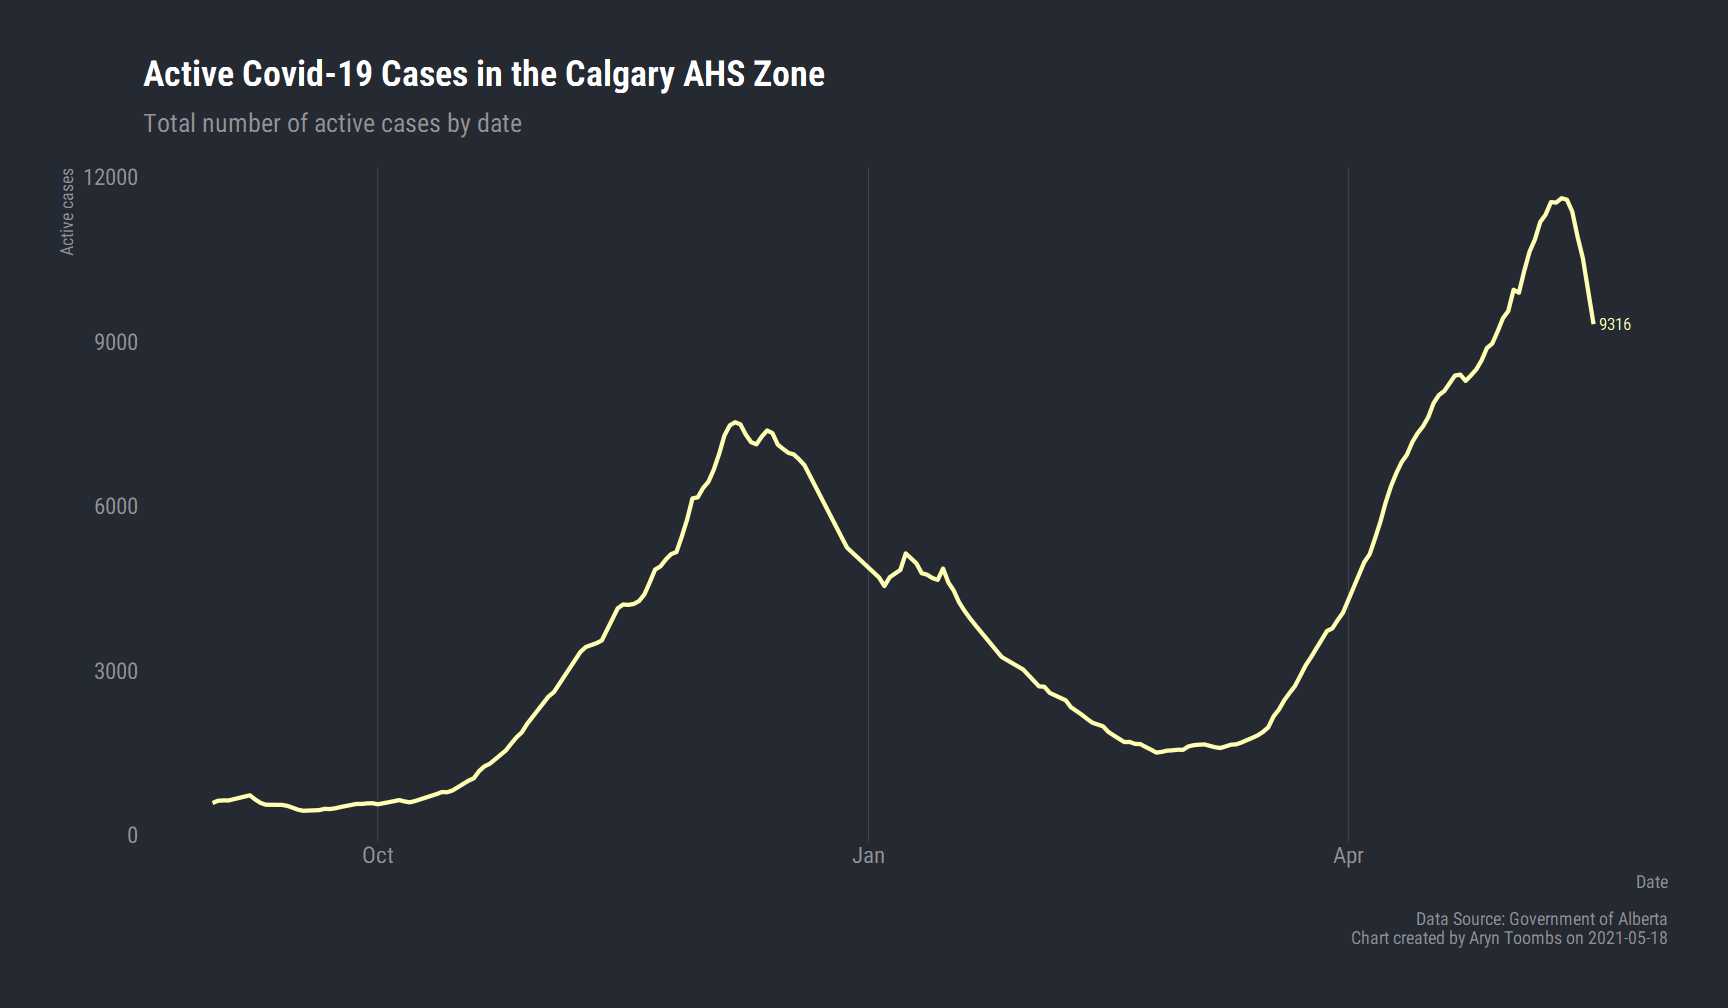 Active Covid-19 Cases in the Calgary AHS Zone
Total number of active cases by date
Active cases
12000
9000
6000
3000
0
9316
Oct
Jan
Apr
Date
Data Source: Government of Alberta
Chart created by Aryn Toombs on 2021-05-18